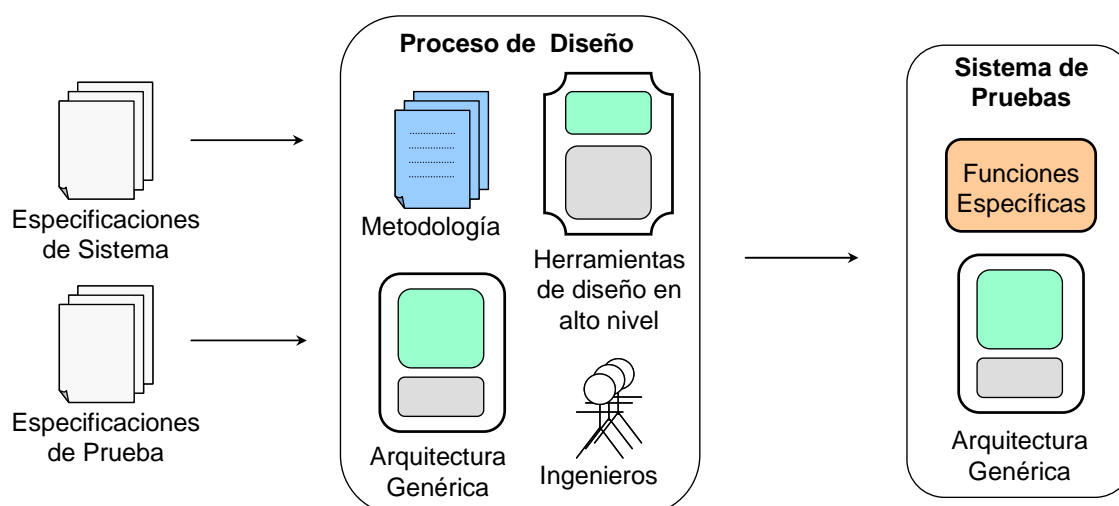 Especificaciones
de Sistema
Especificaciones
de Prueba
Proceso de Diseño
Metodología
Herramientas
de diseño en
alto nivel
Arquitectura
Genérica
Ingenieros
Sistema de
Pruebas
Funciones
Específicas
Arquitectura
Genérica